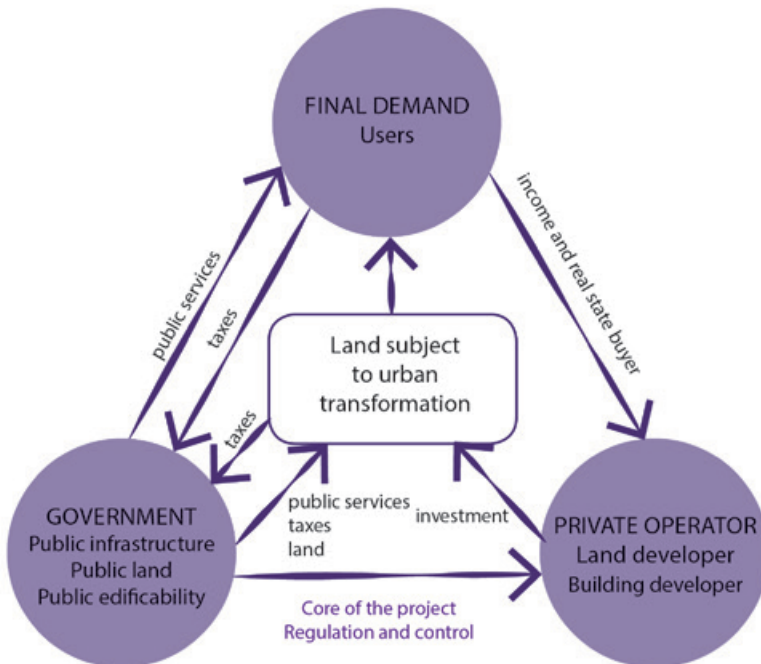 FINAL DEMAND
Users
public services
taxes
income and real state buyer
Land subject
to urban
transformation
taxes
GOVERNMENT
Public infrastructure
Public land
Public edificability
public services
taxes
land
investment
PRIVATE OPERATOR
Land developer
Building developer
Core of the project
Regulation and control